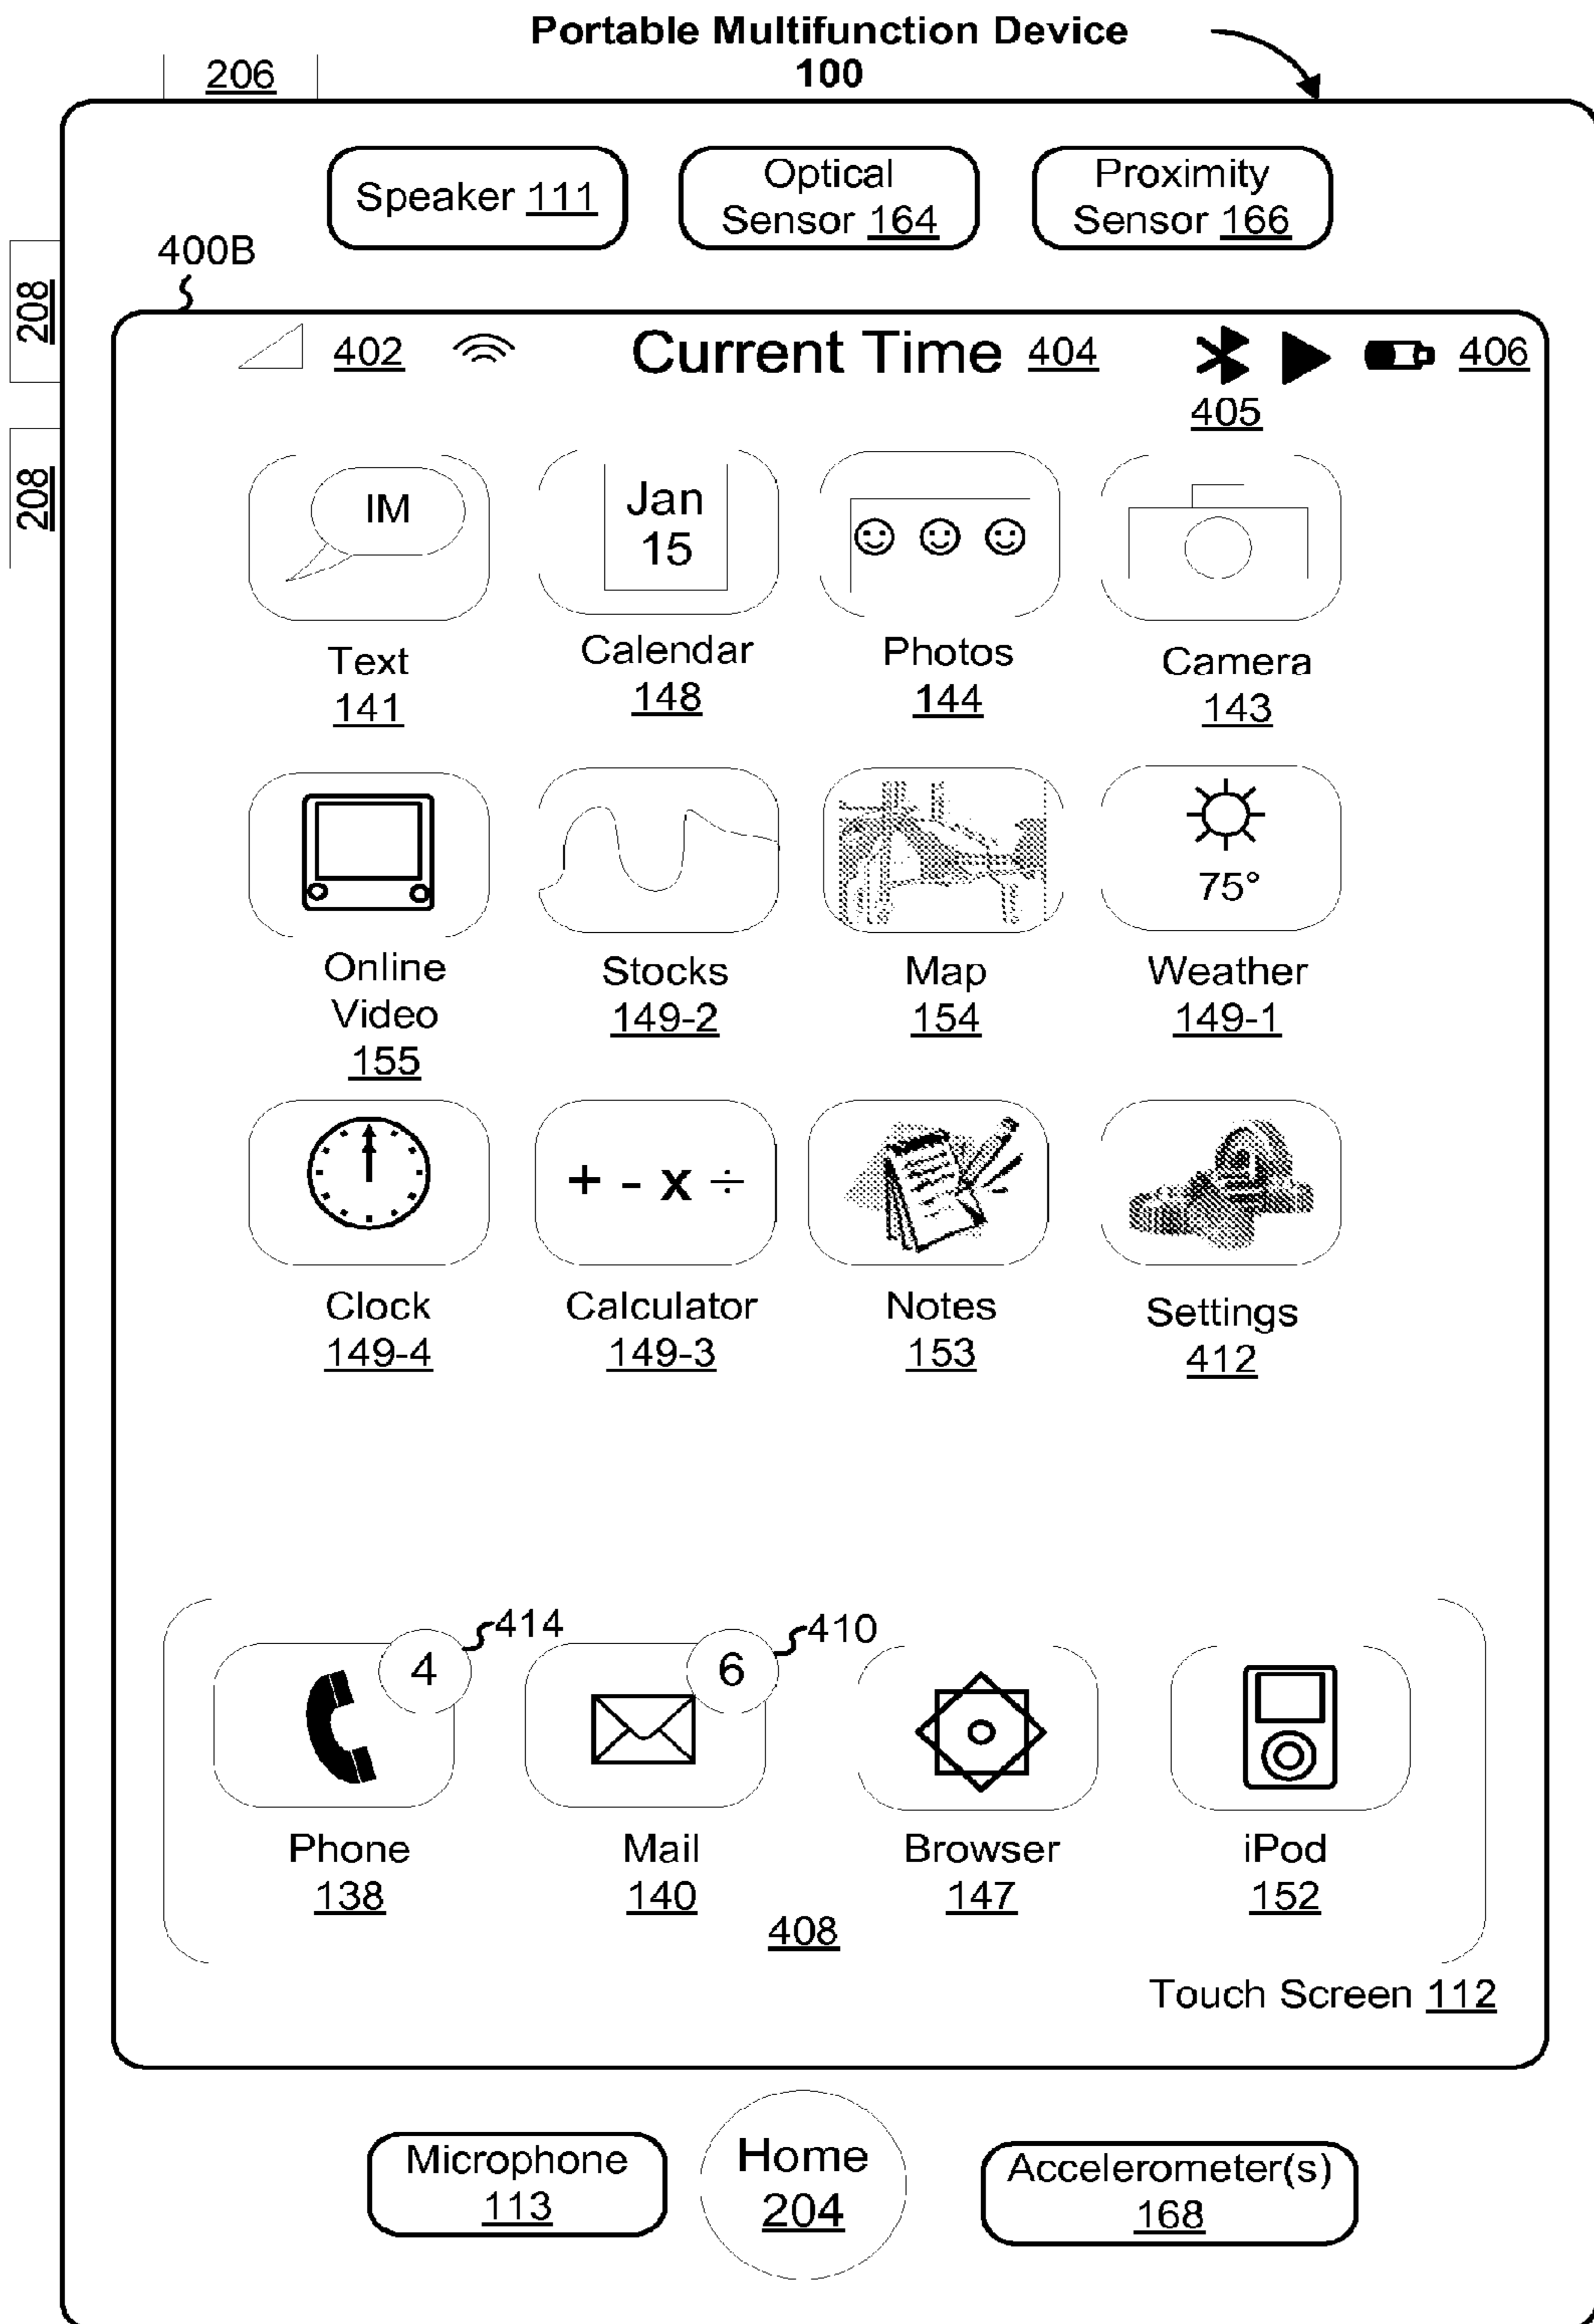 Portable Multifunction Device
100
206
Speaker 111
Optical
Sensor 164
Proximity
Sensor 166
400B
208
208
402
Current Time 404
406
405
IM
Jan
15
Text
141
Calendar
148
Photos
144
Camera
143
75°
Online
Video
155
Stocks
149-2
Map
154
Weather
149-1
+ - x ÷
Clock
149-4
Calculator
149-3
Notes
153
Settings
412
4
414
6
410
Phone
138
Mail
140
Browser
147
iPod
152
408
Touch Screen 112
Microphone
113
Home
204
Accelerometer(s)
168